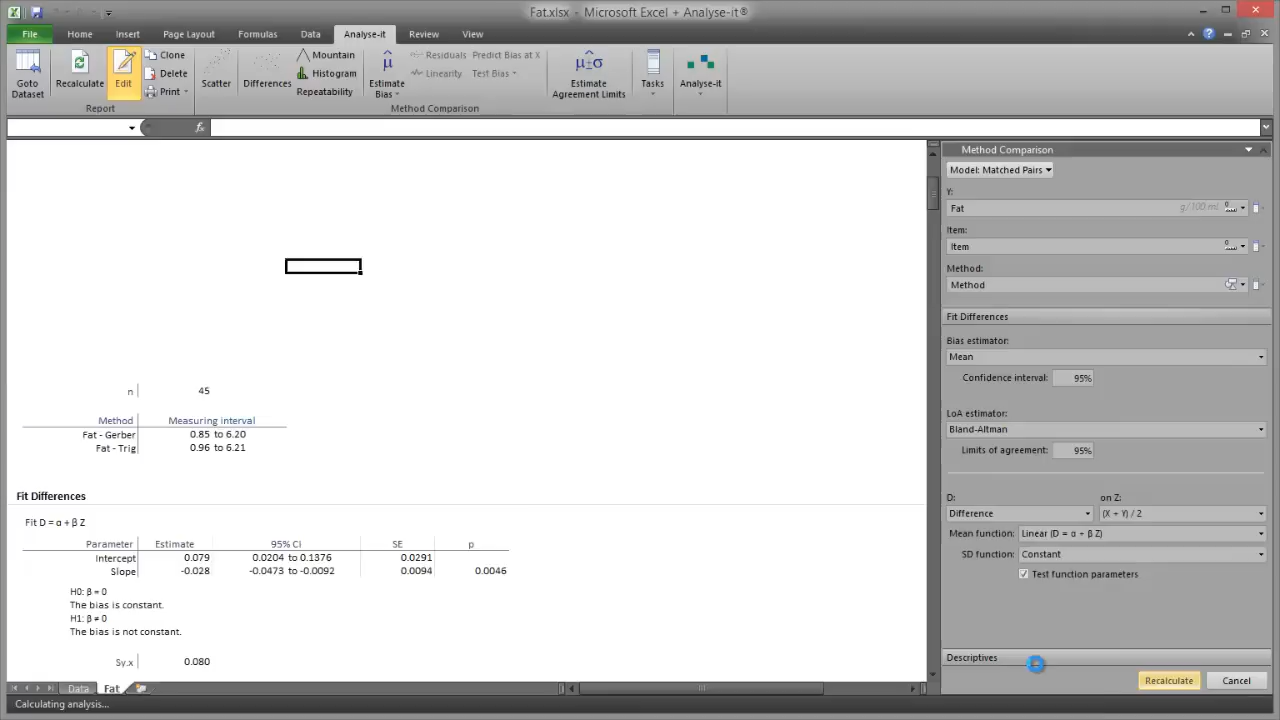 Fat.xlsx - Microsoft Excel + Analyse-it®
File Home Insert Page Layout Formulas Data Analyse-it Review View
Goto Dataset
Recalculate
Edit
Clone
Delete
Print
Report
Scatter
Differences
Mountain
Histogram
Repeatability
Estimate Bias
Residuals
Linearity
Predict Bias at X
Test Bias
Method Comparison
Estimate Agreement Limits
Tasks
Analyse-it
fx
n 45
Method Measuring interval
Fat - Gerber 0.85 to 6.20
Fat - Trig 0.96 to 6.21
Fit Differences
Fit D = α + β Z
Parameter Estimate 95% CI SE p
Intercept 0.079 0.0204 to 0.1376 0.0291
Slope -0.028 -0.0473 to -0.0092 0.0094 0.0046
H0: β = 0
The bias is constant.
H1: β ≠ 0
The bias is not constant.
Sy.x 0.080
Data Fat
Calculating analysis...
Method Comparison
Model: Matched Pairs
Y:
Fat g/100 ml
Item:
Item
Method:
Method
Fit Differences
Bias estimator:
Mean
Confidence interval: 95%
LoA estimator:
Bland-Altman
Limits of agreement: 95%
D: on Z:
Difference (X + Y) / 2
Mean function: Linear (D = α + β Z)
SD function: Constant
Test function parameters
Descriptives
Recalculate Cancel